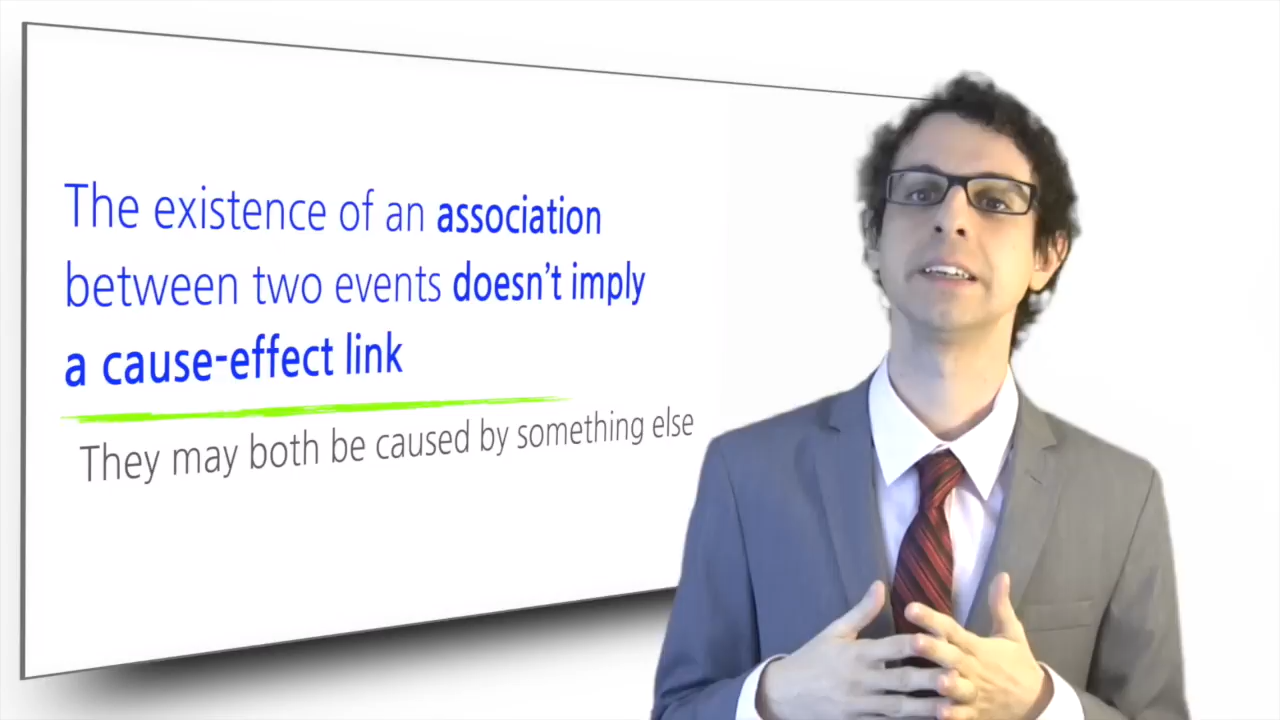 The existence of an association
between two events doesn't imply
a cause-effect link
They may both be caused by something else